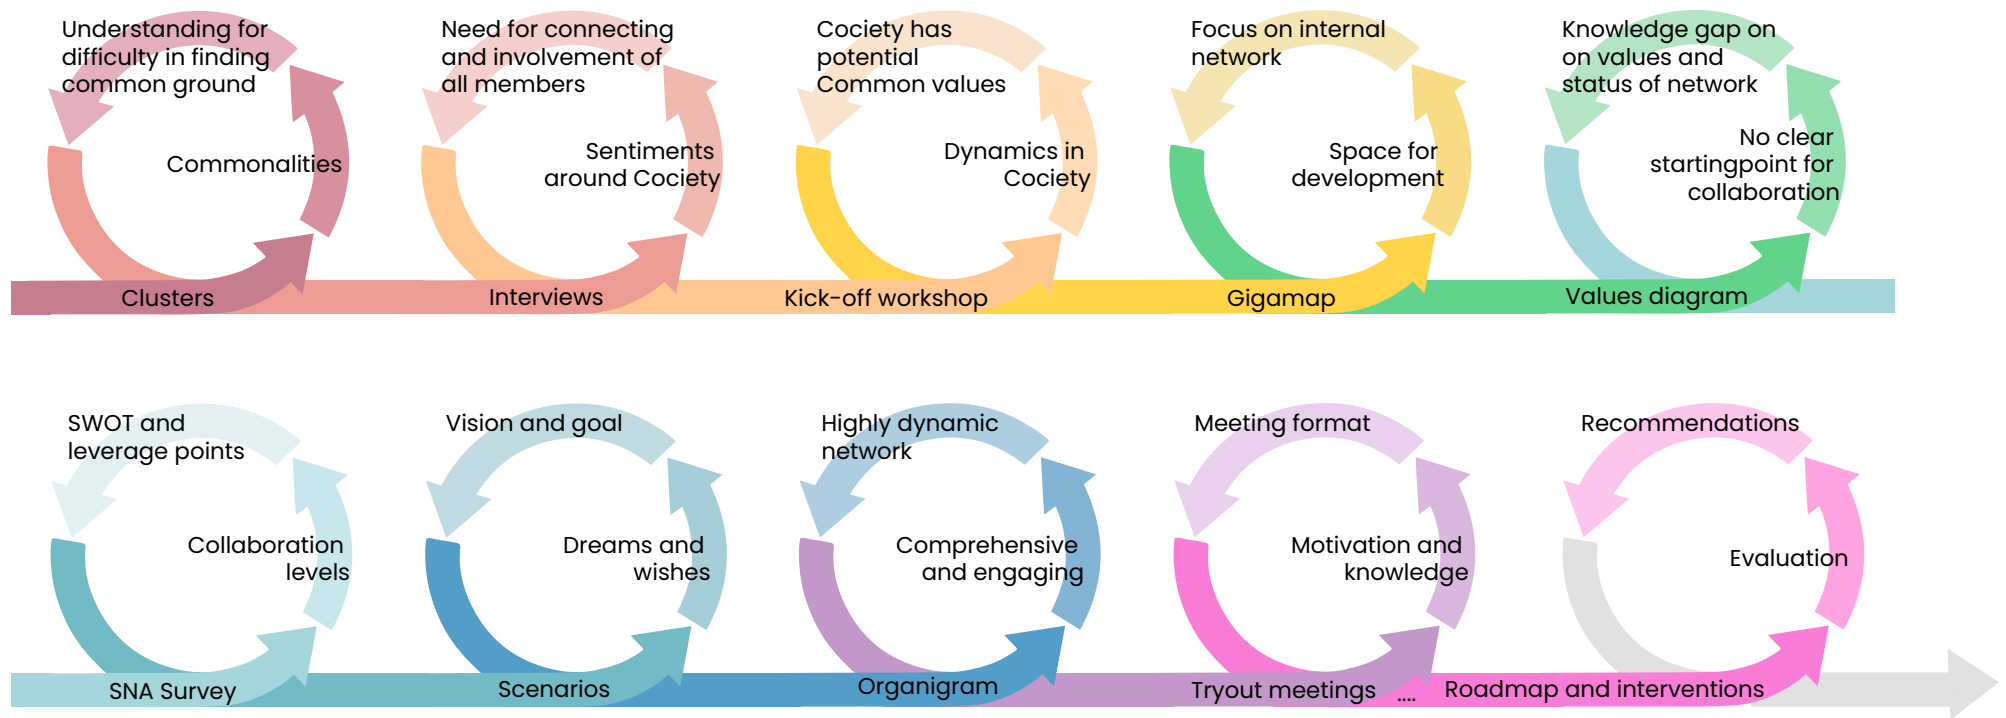 Understanding for
difficulty in finding
common ground
Commonalities
Clusters
Need for connecting
and involvement of
all members
Sentiments
around Cociety
Interviews
Cociety has
potential
Common values
Dynamics in
Cociety
Kick-off workshop
Focus on internal
network
Space for
development
Gigamap
Knowledge gap on
on values and
status of network
No clear
startingpoint for
collaboration
Values diagram
SWOT and
leverage points
Collaboration
levels
SNA Survey
Vision and goal
Dreams and
wishes
Scenarios
Highly dynamic
network
Comprehensive
and engaging
Organigram
Meeting format
Motivation and
knowledge
Tryout meetings
....
Recommendations
Evaluation
Roadmap and interventions